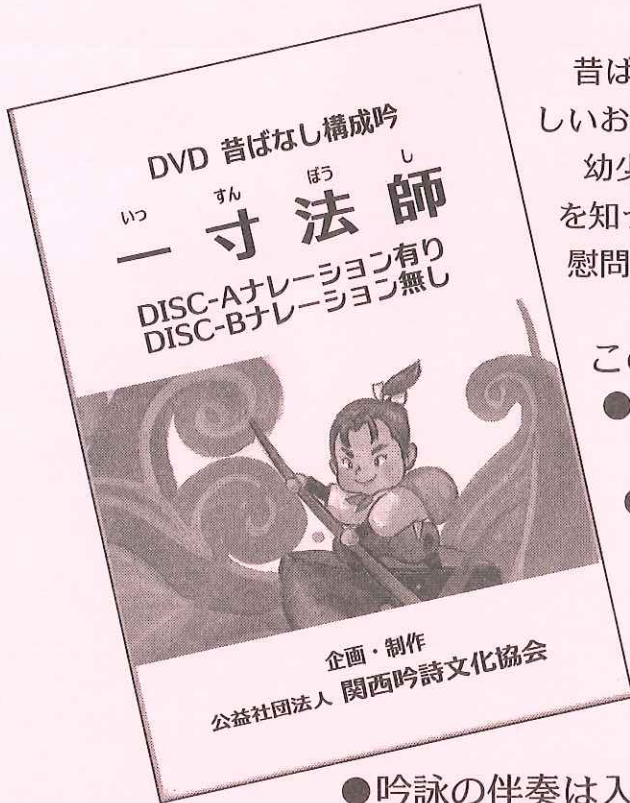 DVD 昔ばなし構成吟
いっ すん ぼう し
一寸法師
DISC-Aナレーション有り
DISC-Bナレーション無し
企画・制作
公益社団法人 関西吟詩文化協会
昔ば
しいお
幼少
を知っ
慰問
この
●
●
●吟詠の伴奏は入